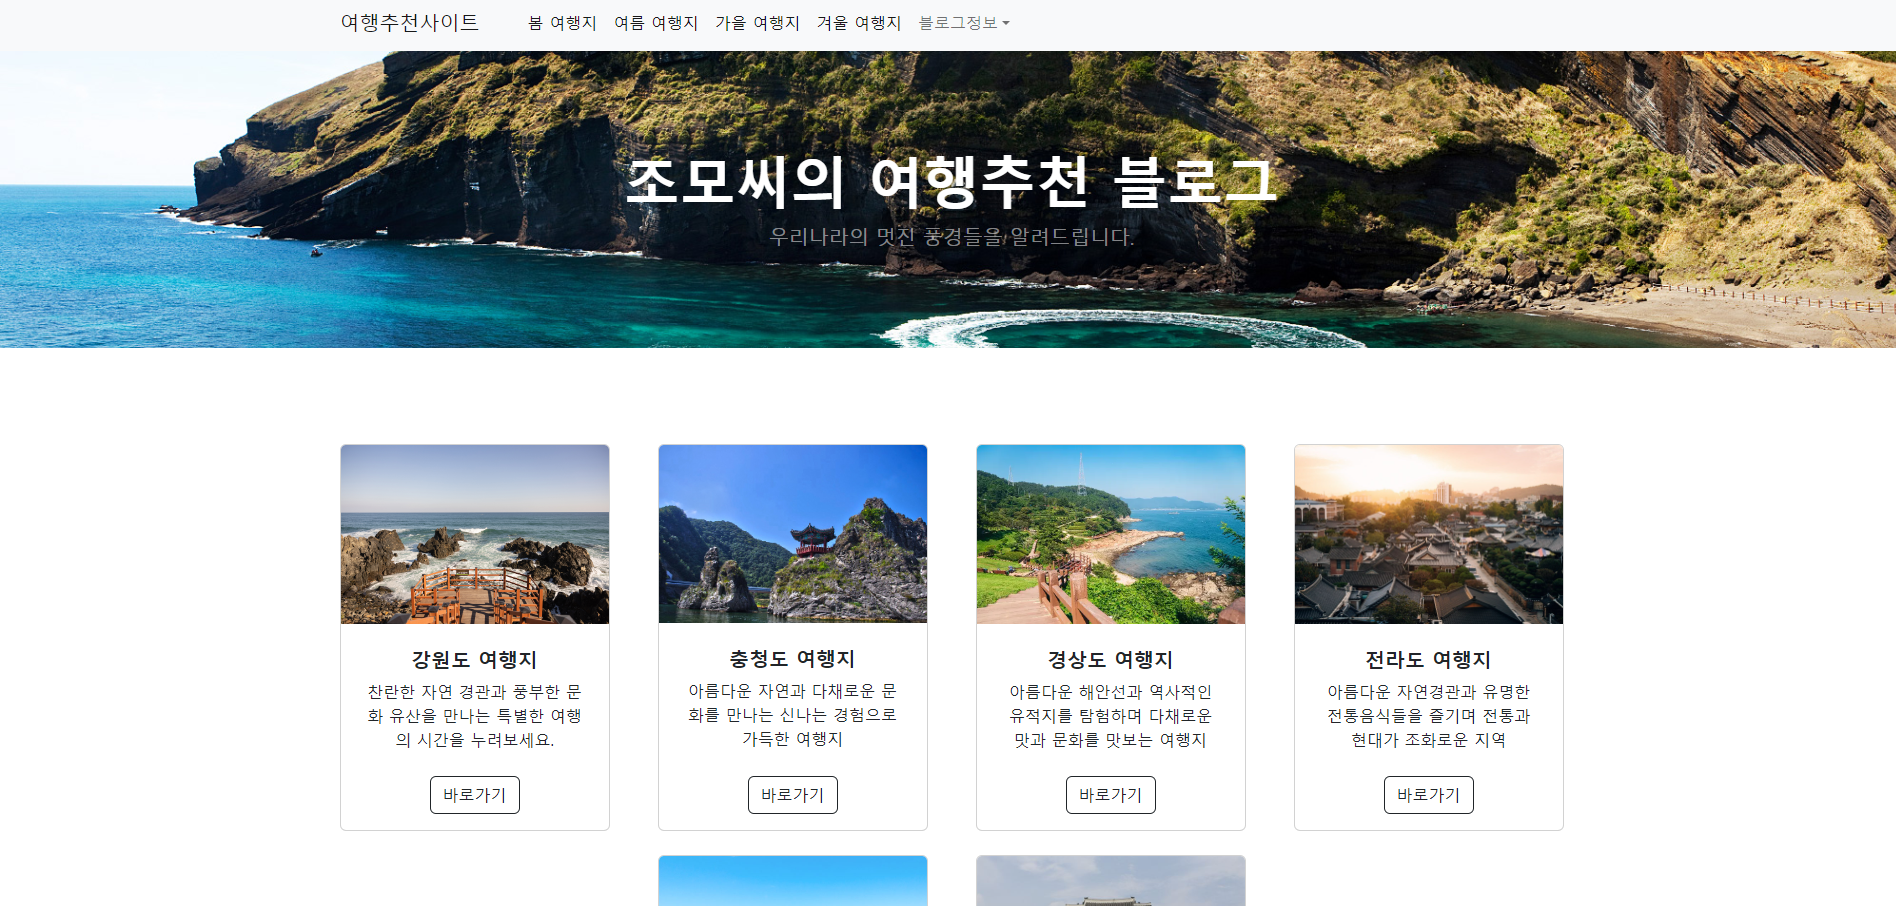 여행추천사이트 봄 여행지 여름 여행지 가을 여행지 겨울 여행지 블로그정보
조모씨의 여행추천 블로그
우리나라의 멋진 풍경들을 알려드립니다.
강원도 여행지
찬란한 자연 경관과 풍부한 문
화 유산을 만나는 특별한 여행
의 시간을 누려보세요.
바로가기
충청도 여행지
아름다운 자연과 다채로운 문
화를 만나는 신나는 경험으로
가득한 여행지
바로가기
경상도 여행지
아름다운 해안선과 역사적인
유적지를 탐험하며 다채로운
맛과 문화를 맛보는 여행지
바로가기
전라도 여행지
아름다운 자연경관과 유명한
전통음식들을 즐기며 전통과
현대가 조화로운 지역
바로가기